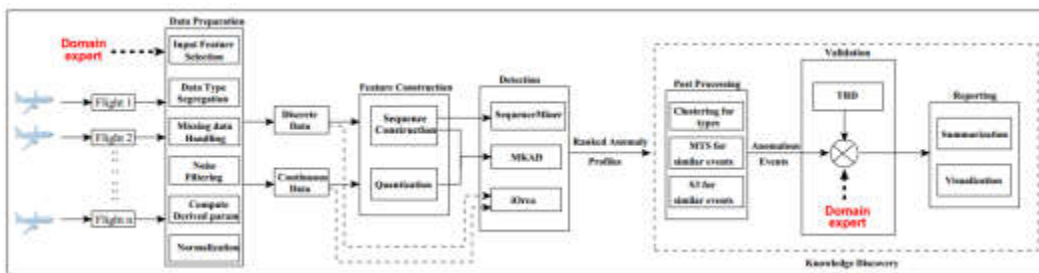 Data Preparation
Domain
expert
Input Feature
Selection
Flight 1
Data Type
Segregation
Flight 2
Missing data
Handling
Noise
Filtering
Flight n
Compute
Derived param
Normalization
Discrete
Data
Continuous
Data
Feature Construction
Sequence
Construction
Quantization
Detection
SequenceMiner
MKAD
iOrca
Ranked Anomaly
Profiles
Post Processing
Clustering for
types
MTS for
similar events
S3 for
similar events
Anomalous
Events
Validation
Domain
expert
Reporting
Summarization
Visualization
Knowledge Discovery